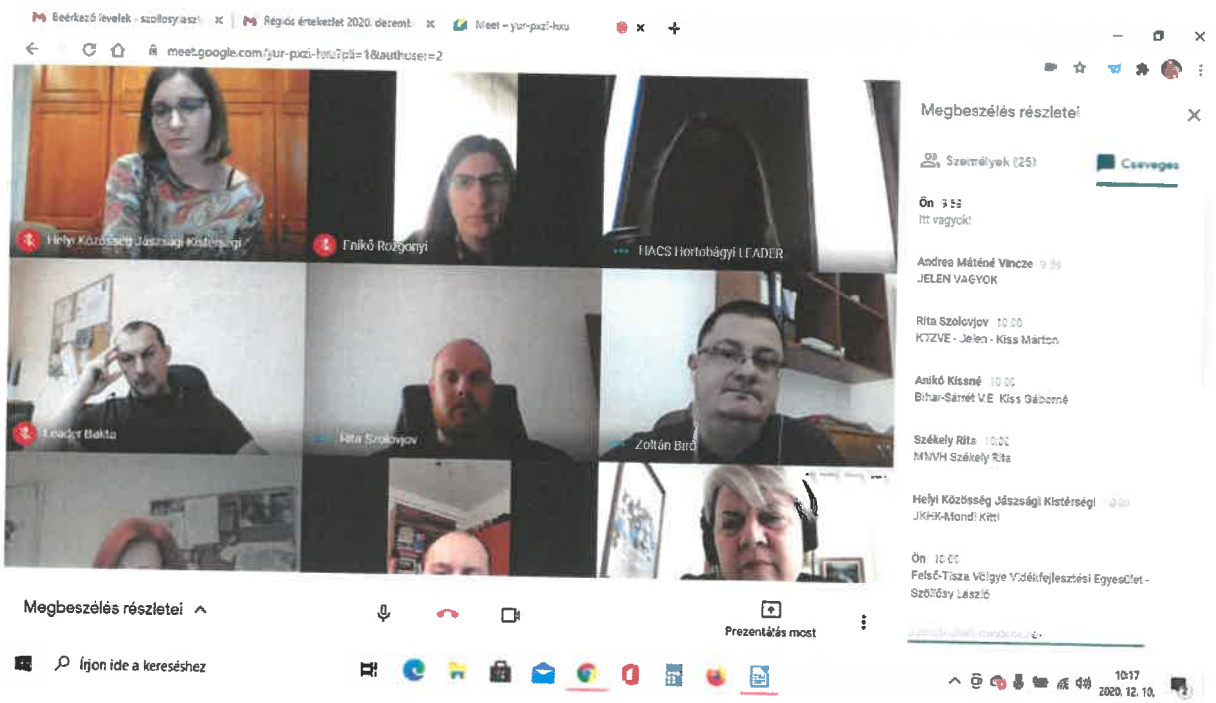 Beérkező levelek - szollosy.laszl
Régiós értekezlet 2020. decemb
Meet – yur-pxzi-hxu
meet.google.com/yur-pxzi-hxu?pli=1&authuser=2
Megbeszélés részletei
Személyek (25)
Csevegés
Ön 9:59
Itt vagyok!
Andrea Máténé Vincze 9:59
JELEN VAGYOK
Rita Szolovjov 10:00
Jelen - Kiss Márton
Anikó Kissné 10:00
Bihar-Sárrét V.E. Kiss Gáborné
Székely Rita 10:00
MNVH Székely Rita
Helyi Közösség Jászsági Kistérségi
JKHK-Mondi Kitti
Ön 10:00
Felső-Tisza Völgye Vidékfejlesztési Egyesület -
Szöllősy László
Helyi Közösség Jászsági Kistérségi
Enikő Rozgonyi
HACS Hortobágyi LEADER
Leader Bakta
Rita Szolovjov
Zoltán Bíró
Megbeszélés részletei
Prezentálás most
Írjon ide a kereséshez
10:17
2020. 12. 10.
2